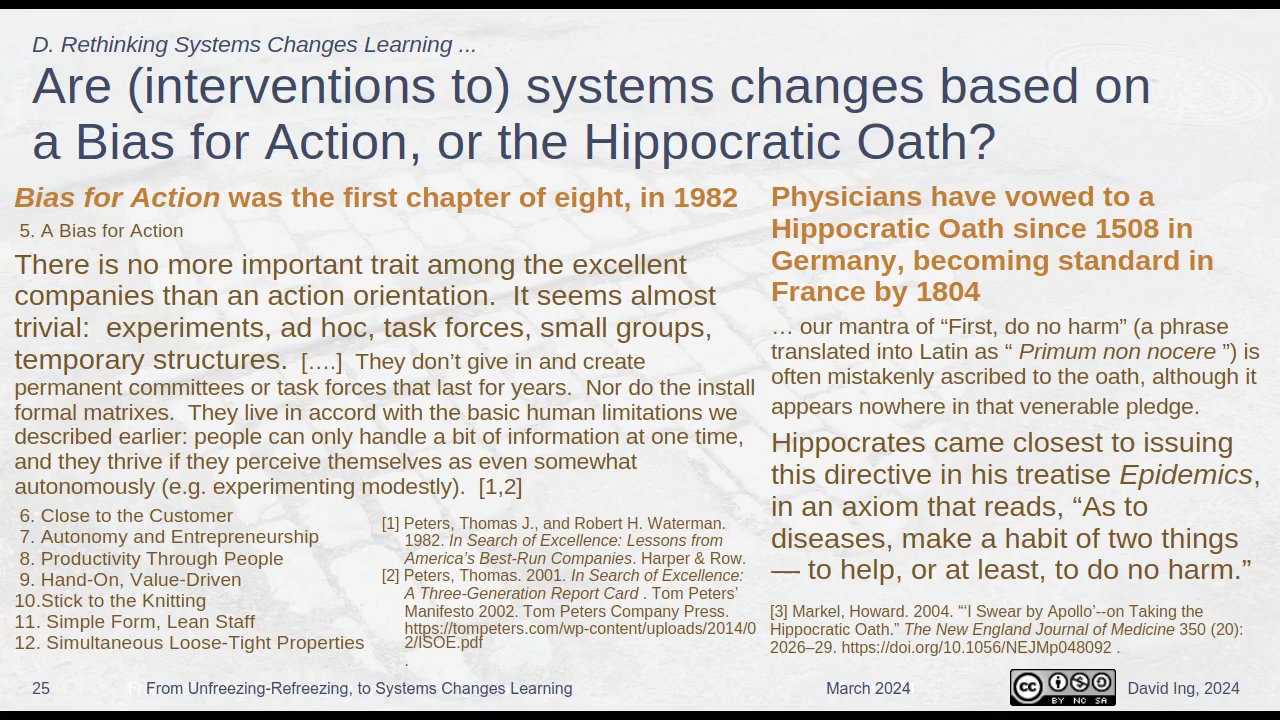 D. Rethinking Systems Changes Learning ...
Are (interventions to) systems changes based on
a Bias for Action, or the Hippocratic Oath?
Bias for Action was the first chapter of eight, in 1982
5. A Bias for Action
There is no more important trait among the excellent
companies than an action orientation. It seems almost
trivial: experiments, ad hoc, task forces, small groups,
temporary structures. [….] They don’t give in and create
permanent committees or task forces that last for years. Nor do the install
formal matrixes. They live in accord with the basic human limitations we
described earlier: people can only handle a bit of information at one time,
and they thrive if they perceive themselves as even somewhat
autonomously (e.g. experimenting modestly). [1,2]
6. Close to the Customer
7. Autonomy and Entrepreneurship
8. Productivity Through People
9. Hand-On, Value-Driven
10.Stick to the Knitting
11. Simple Form, Lean Staff
12. Simultaneous Loose-Tight Properties
[1] Peters, Thomas J., and Robert H. Waterman.
1982. In Search of Excellence: Lessons from
America’s Best-Run Companies. Harper & Row.
[2] Peters, Thomas. 2001. In Search of Excellence:
A Three-Generation Report Card . Tom Peters’
Manifesto 2002. Tom Peters Company Press.
https://tompeters.com/wp-content/uploads/2014/0
2/ISOE.pdf
.
Physicians have vowed to a
Hippocratic Oath since 1508 in
Germany, becoming standard in
France by 1804
… our mantra of “First, do no harm” (a phrase
translated into Latin as “ Primum non nocere ”) is
often mistakenly ascribed to the oath, although it
appears nowhere in that venerable pledge.
Hippocrates came closest to issuing
this directive in his treatise Epidemics,
in an axiom that reads, “As to
diseases, make a habit of two things
— to help, or at least, to do no harm.”
[3] Markel, Howard. 2004. “‘I Swear by Apollo’--on Taking the
Hippocratic Oath.” The New England Journal of Medicine 350 (20):
2026–29. https://doi.org/10.1056/NEJMp048092 .
25
From Unfreezing-Refreezing, to Systems Changes Learning
March 2024
cc BY NC SA
David Ing, 2024